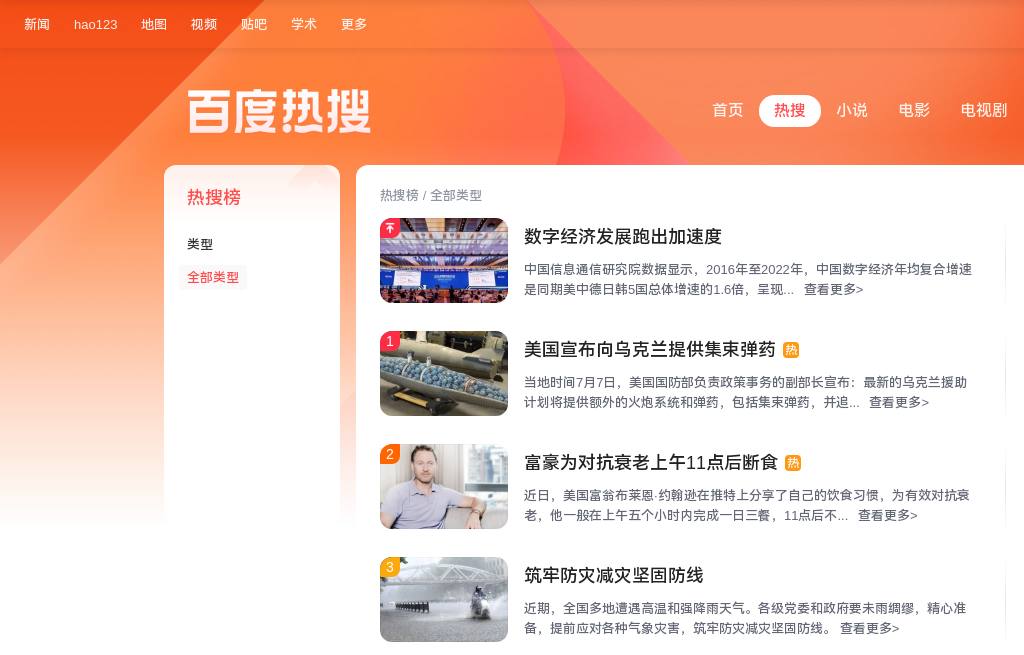 新闻 hao123 地图 视频 贴吧 学术 更多
百度热搜
首页 热搜 小说 电影 电视剧
热搜榜
类型
全部类型
热搜榜 / 全部类型
数字经济发展跑出加速度
中国信息通信研究院数据显示，2016年至2022年，中国数字经济年均复合增速
是同期美中德日韩5国总体增速的1.6倍，呈现... 查看更多>
1
美国宣布向乌克兰提供集束弹药 热
当地时间7月7日，美国国防部负责政策事务的副部长宣布：最新的乌克兰援助
计划将提供额外的火炮系统和弹药，包括集束弹药，并追... 查看更多>
2
富豪为对抗衰老上午11点后断食 热
近日，美国富翁布莱恩·约翰逊在推特上分享了自己的饮食习惯，为有效对抗衰
老，他一般在上午五个小时内完成一日三餐，11点后不... 查看更多>
3
筑牢防灾减灾坚固防线
近期，全国多地遭遇高温和强降雨天气。各级党委和政府要未雨绸缪，精心准
备，提前应对各种气象灾害，筑牢防灾减灾坚固防线。 查看更多>